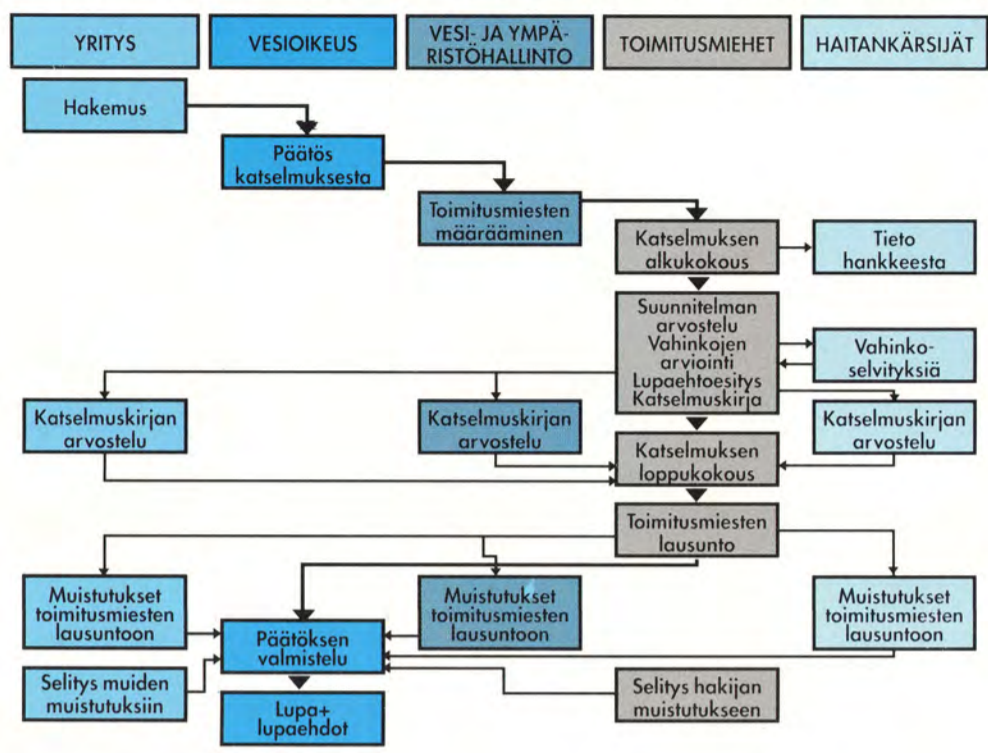 YRITYS
VESIOIKEUS
VESI- JA YMPÄ-
RISTÖHALLINTO
TOIMITUSMIEHET
HAITANKÄRSIJÄT
Hakemus
Päätös
katselmuksesta
Toimitusmiesten
määrääminen
Katselmuksen
alkukokous
Tieto
hankkeesta
Suunnitelman
arvostelu
Vahinkojen
arviointi
Lupaehtoesitys
Katselmuskirja
Vahinko-
selvityksiä
Katselmuskirjan
arvostelu
Katselmuskirjan
arvostelu
Katselmuskirjan
arvostelu
Katselmuksen
loppukokous
Toimitusmiesten
lausunto
Muistutukset
toimitusmiesten
lausuntoon
Muistutukset
toimitusmiesten
lausuntoon
Muistutukset
toimitusmiesten
lausuntoon
Päätöksen
valmistelu
Selitys muiden
muistutuksiin
Selitys hakijan
muistutukseen
Lupa+
lupaehdot